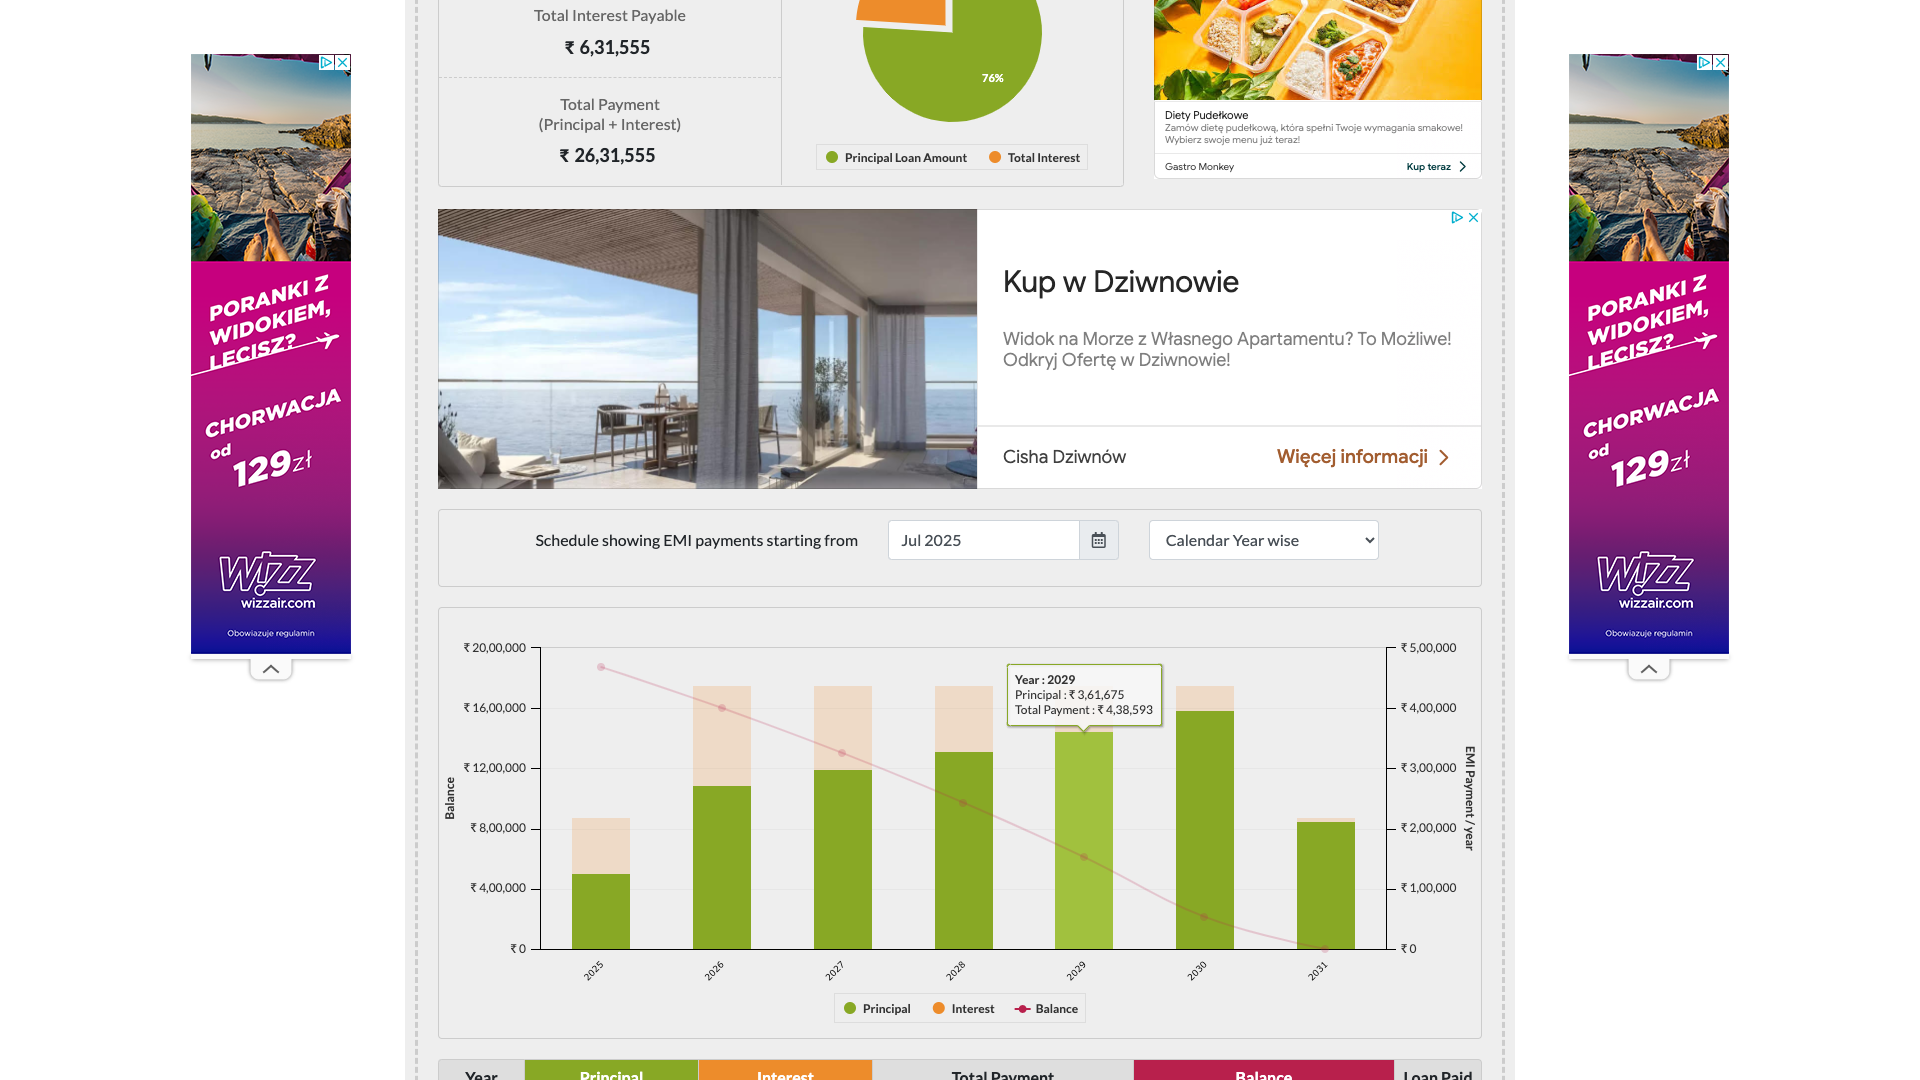 Total Interest Payable
₹ 6,31,555
Total Payment
(Principal + Interest)
₹ 26,31,555
76%
Principal Loan Amount
Total Interest
Diety Pudełkowe
Zamów dietę pudełkową, która spełni Twoje wymagania smakowe!
Wybierz swoje menu już teraz!
Gastro Monkey
Kup teraz
PORANKI Z
WIDOKIEM,
LECISZ?
CHORWACJA
od
129zł
WIZZ
wizzair.com
Obowiazuje regulamin
Kup w Dziwnowie
Widok na Morze z Własnego Apartamentu? To Możliwe!
Odkryj Ofertę w Dziwnowie!
Cisha Dziwnów
Więcej informacji
PORANKI Z
WIDOKIEM,
LECISZ?
CHORWACJA
od
129zł
WIZZ
wizzair.com
Obowiazuje regulamin
Schedule showing EMI payments starting from
Jul 2025
Calendar Year wise
₹ 20,00,000
₹ 16,00,000
₹ 12,00,000
₹ 8,00,000
₹ 4,00,000
₹ 0
Balance
Year : 2029
Principal : ₹ 3,61,675
Total Payment : ₹ 4,38,593
₹ 5,00,000
₹ 4,00,000
₹ 3,00,000
₹ 2,00,000
₹ 1,00,000
₹ 0
EMI Payment / year
2025
2026
2027
2028
2029
2030
2031
Principal
Interest
Balance
Year
Principal
Interest
Total Payment
Balance
Loan Paid